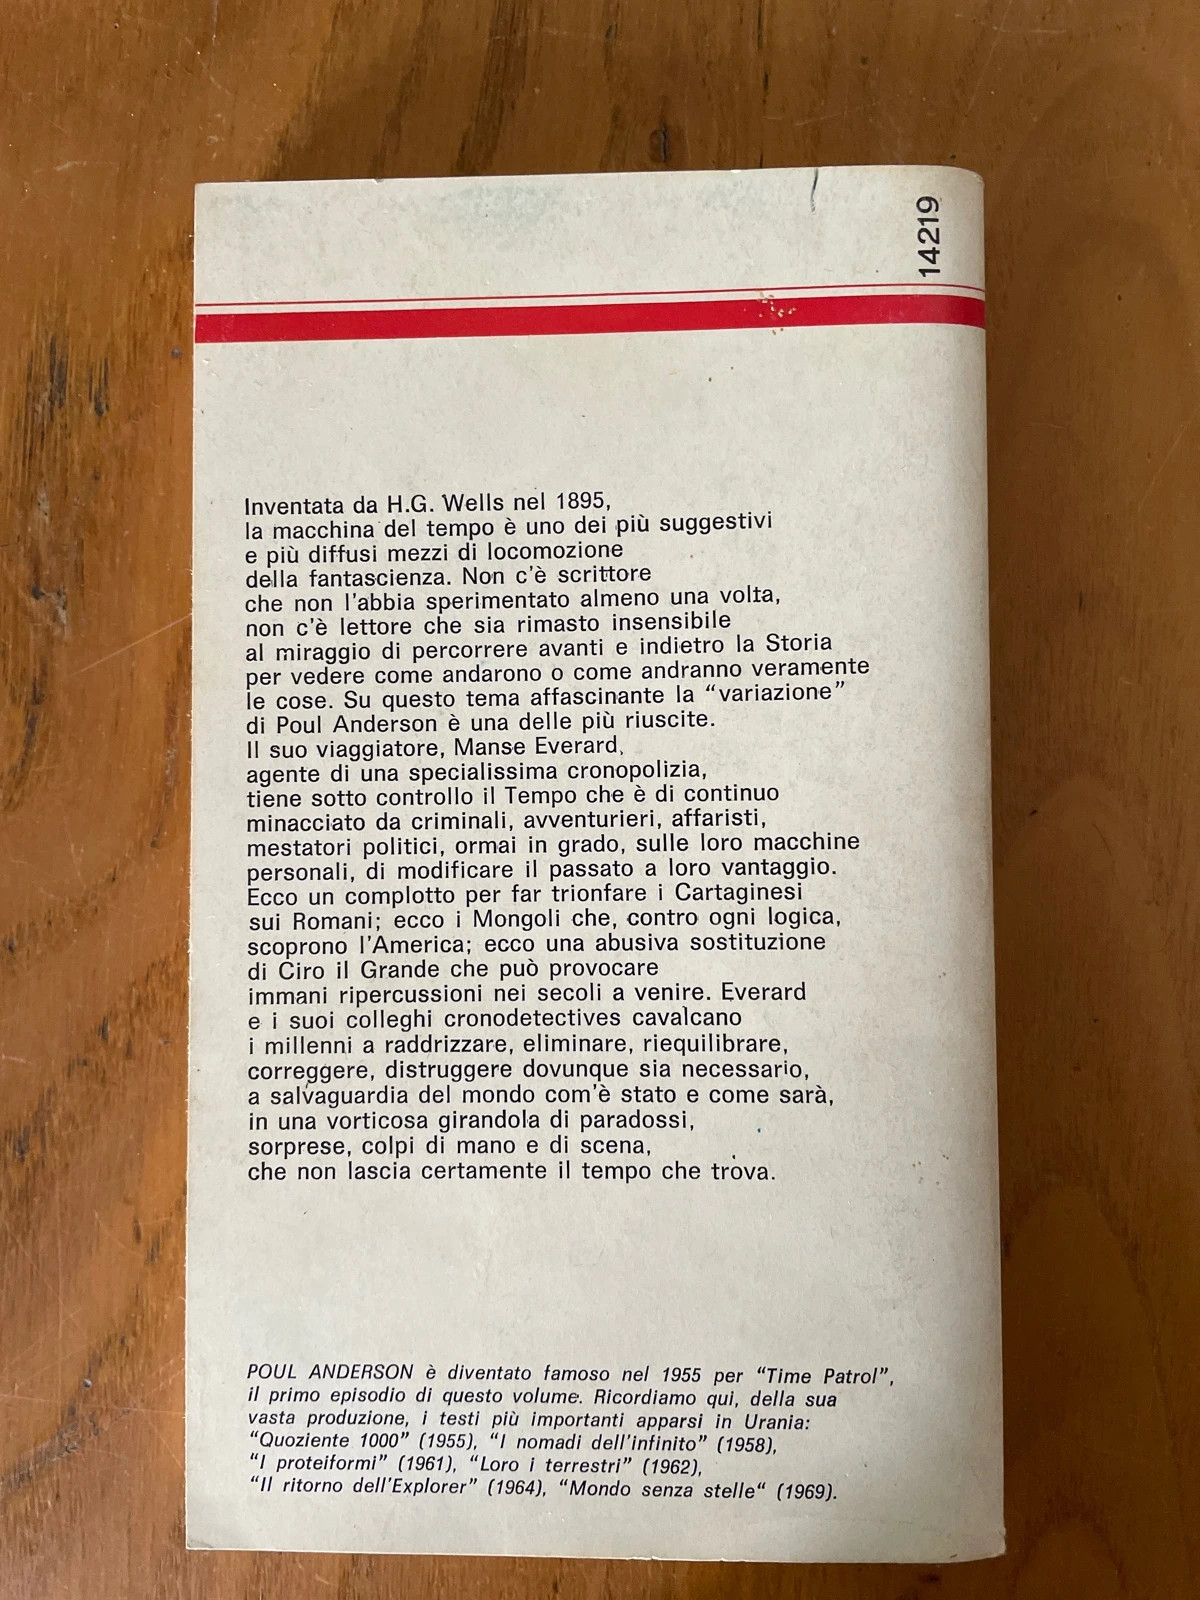 14219
Inventata da H.G. Wells nel 1895,
la macchina del tempo è uno dei più suggestivi
e più diffusi mezzi di locomozione
della fantascienza. Non c'è scrittore
che non l'abbia sperimentato almeno una volta,
non c'è lettore che sia rimasto insensibile
al miraggio di percorrere avanti e indietro la Storia
per vedere come andarono o come andranno veramente
le cose. Su questo tema affascinante la “variazione”
di Poul Anderson è una delle più riuscite.
Il suo viaggiatore, Manse Everard,
agente di una specialissima cronopolizia,
tiene sotto controllo il Tempo che è di continuo
minacciato da criminali, avventurieri, affaristi,
mestatori politici, ormai in grado, sulle loro macchine
personali, di modificare il passato a loro vantaggio.
Ecco un complotto per far trionfare i Cartaginesi
sui Romani; ecco i Mongoli che, contro ogni logica,
scoprono l'America; ecco una abusiva sostituzione
di Ciro il Grande che può provocare
immani ripercussioni nei secoli a venire. Everard
e i suoi colleghi cronodetectives cavalcano
i millenni a raddrizzare, eliminare, riequilibrare,
correggere, distruggere dovunque sia necessario,
a salvaguardia del mondo com'è stato e come sarà,
in una vorticosa girandola di paradossi,
sorprese, colpi di mano e di scena,
che non lascia certamente il tempo che trova.
POUL ANDERSON è diventato famoso nel 1955 per “Time Patrol”,
il primo episodio di questo volume. Ricordiamo qui, della sua
vasta produzione, i testi più importanti apparsi in Urania:
“Quoziente 1000” (1955), “I nomadi dell'infinito” (1958),
“I proteiformi” (1961), “Loro i terrestri” (1962),
“Il ritorno dell'Explorer” (1964), “Mondo senza stelle“ (1969).